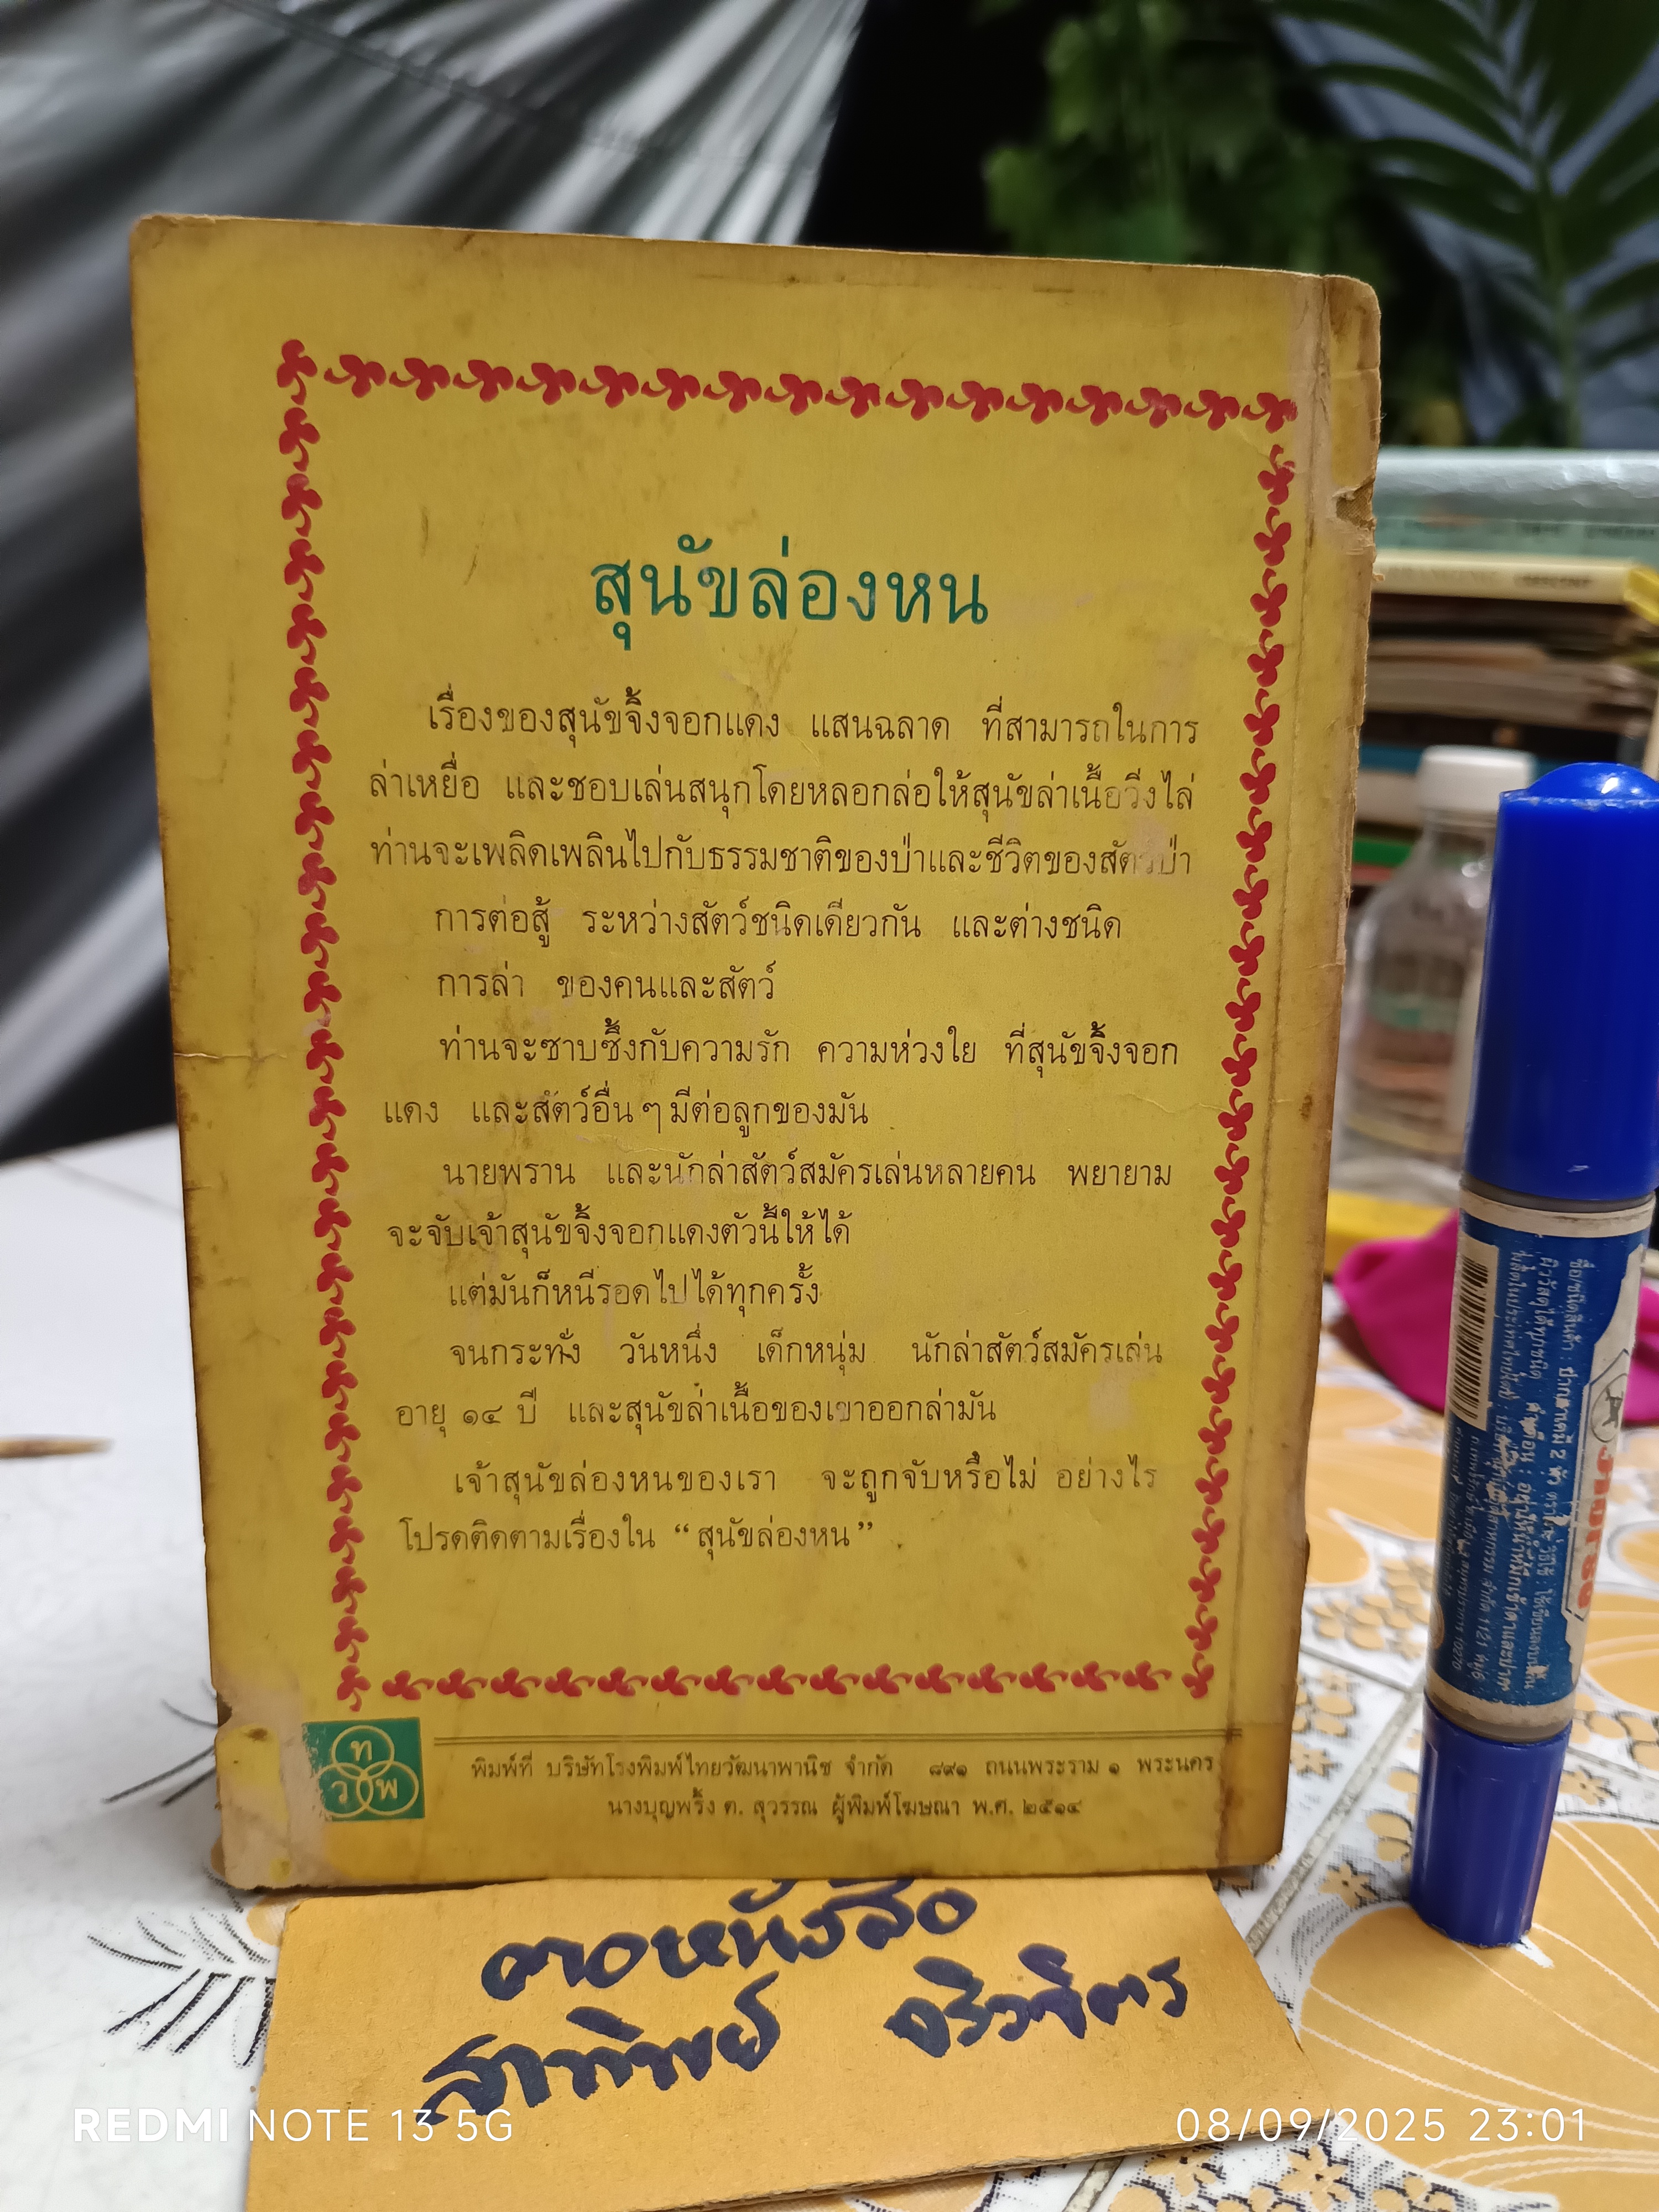 สุนัขล่องหน
เรื่องของสุนัขจิ้งจอกแดง แสนฉลาด ที่สามารถในการ
ล่าเหยื่อ และชอบเล่นสนุกโดยหลอกล่อให้สุนัขล่าเนื้อวิ่งไล่
ท่านจะเพลิดเพลินไปกับธรรมชาติของป่าและชีวิตของสัตว์ป่า
การต่อสู้ ระหว่างสัตว์ชนิดเดียวกัน และต่างชนิด
การล่า ของคนและสัตว์
ท่านจะซาบซึ้งกับความรัก ความห่วงใย ที่สุนัขจิ้งจอก
แดง และสัตว์อื่น ๆ มีต่อลูกของมัน
นายพราน และนักล่าสัตว์สมัครเล่นหลายคน พยายาม
จะจับเจ้าสุนัขจิ้งจอกแดงตัวนี้ให้ได้
แต่มันก็หนีรอดไปได้ทุกครั้ง
จนกระทั่ง วันหนึ่ง เด็กหนุ่ม นักล่าสัตว์สมัครเล่น
อายุ ๑๔ ปี และสุนัขล่าเนื้อของเขาออกล่ามัน
เจ้าสุนัขล่องหนของเรา จะถูกจับหรือไม่ อย่างไร
โปรดติดตามเรื่องใน “สุนัขล่องหน”
ท
ว พ
พิมพ์ที่ บริษัทโรงพิมพ์ไทยวัฒนาพานิช จำกัด ๘๙๑ ถนนพระราม ๑ พระนคร
นางบุญพริ้ง ต. สุวรรณ ผู้พิมพ์โฆษณา พ.ศ. ๒๕๑๔
หนังสือ
REDMI NOTE 13 5G
08/09/2025 23:01